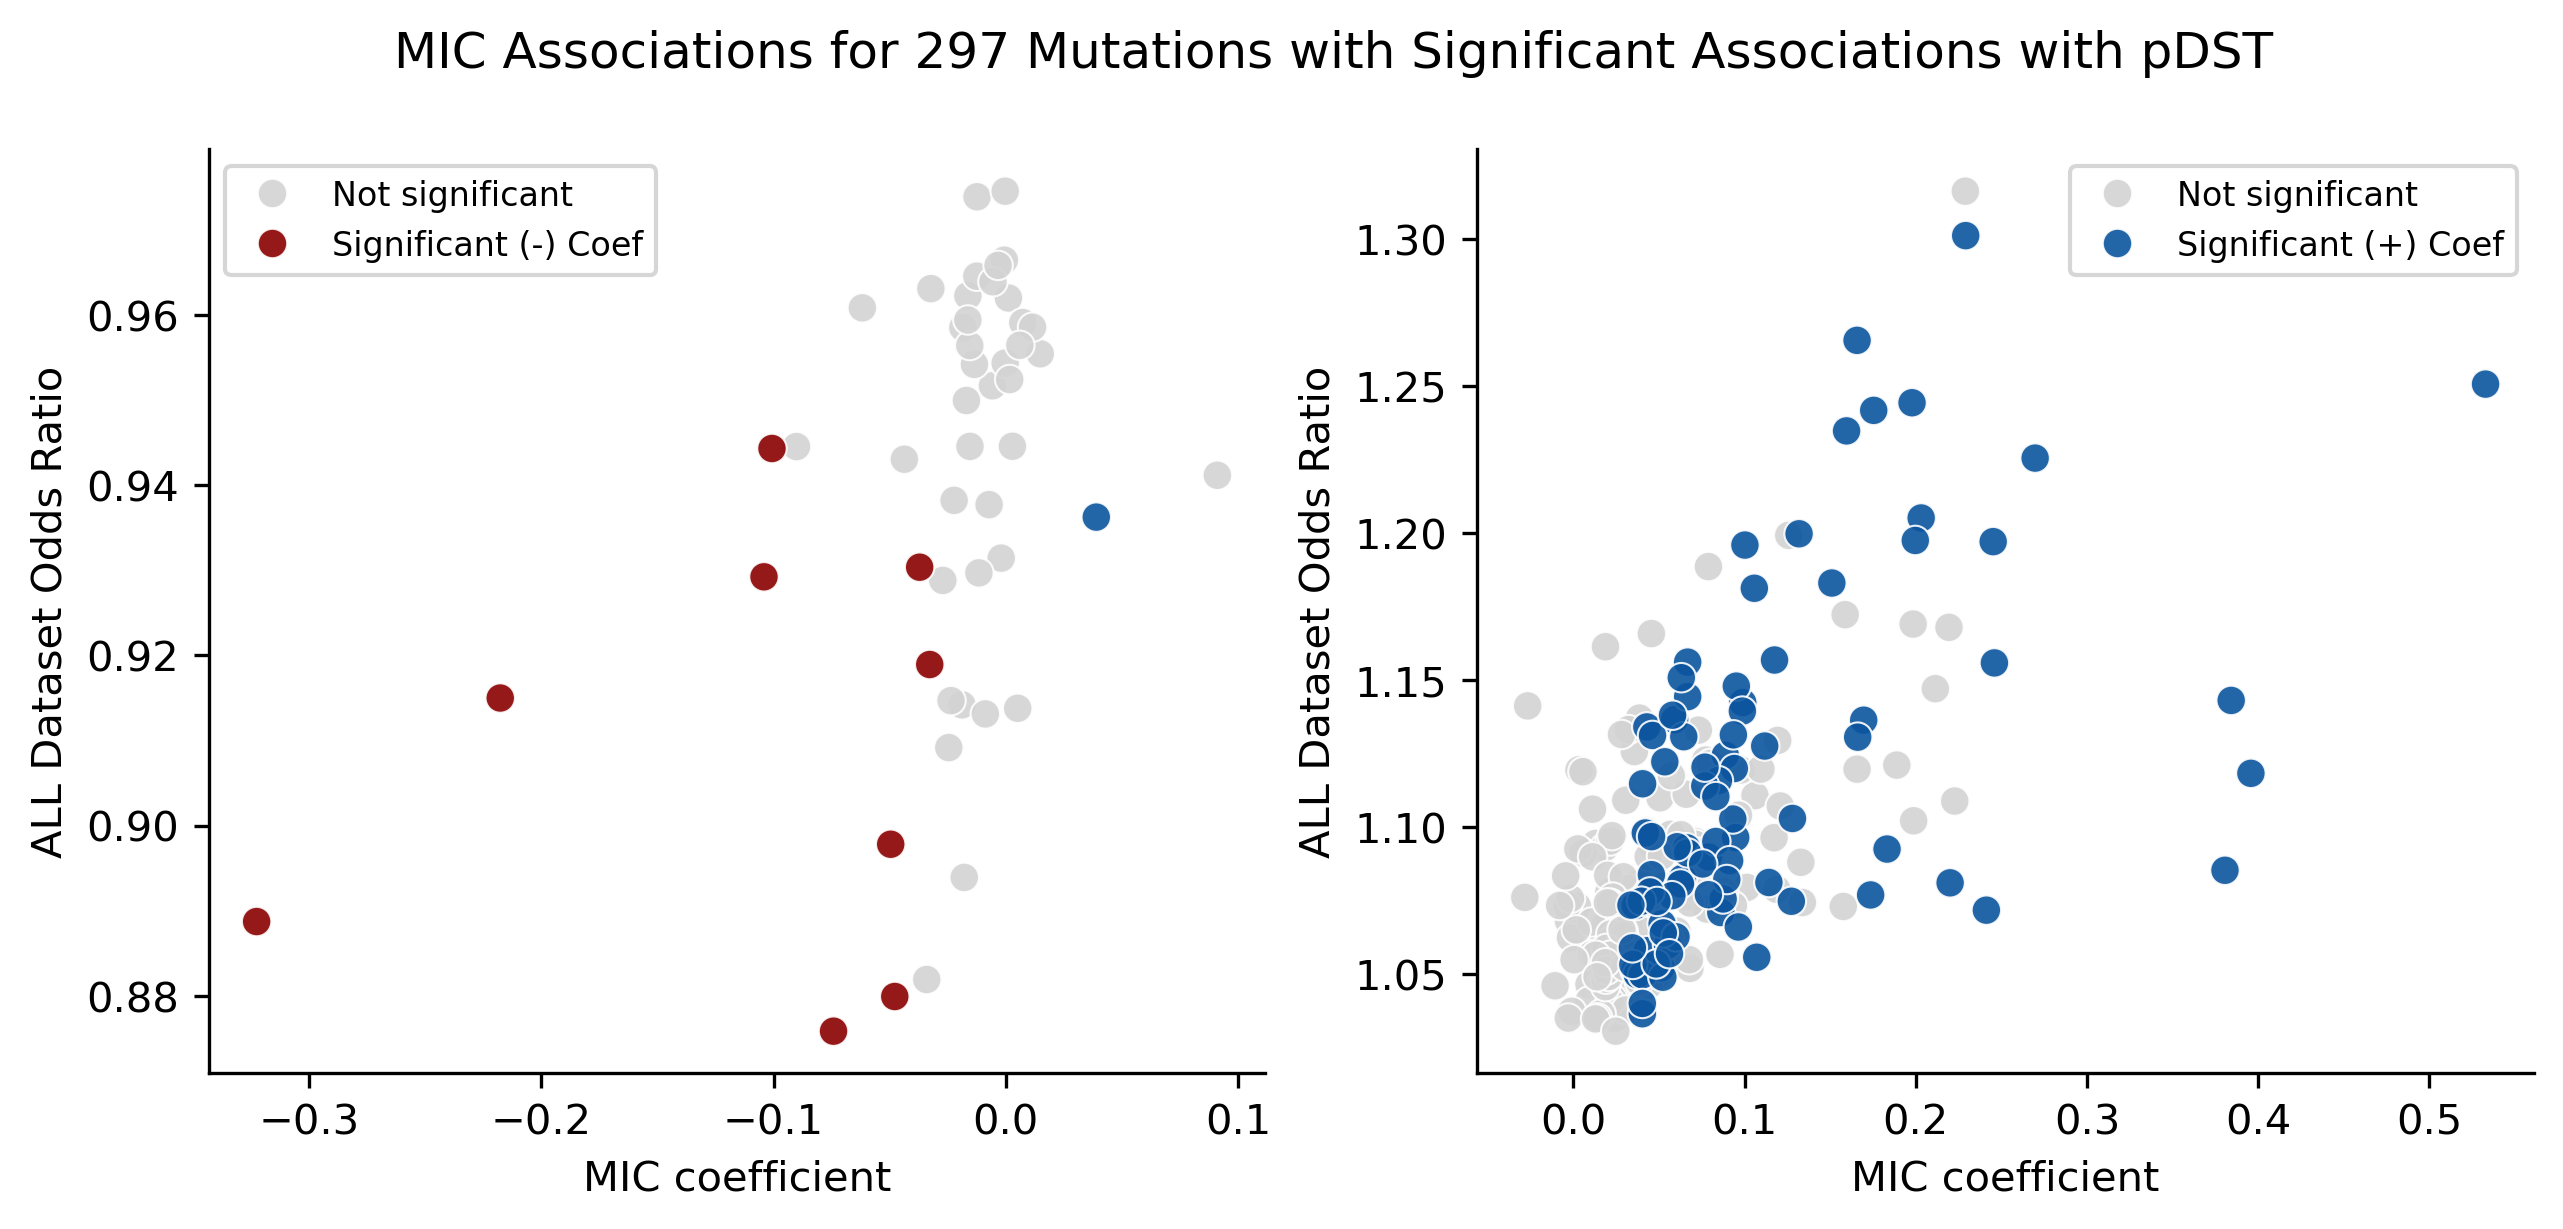 MIC Associations for 297 Mutations with Significant Associations with pDST
Not significant
Significant (-) Coef
0.96
0.94
0.92
0.90
0.88
ALL Dataset Odds Ratio
−0.3
−0.2
−0.1
0.0
0.1
MIC coefficient
Not significant
Significant (+) Coef
1.30
1.25
1.20
1.15
1.10
1.05
ALL Dataset Odds Ratio
0.0
0.1
0.2
0.3
0.4
0.5
MIC coefficient